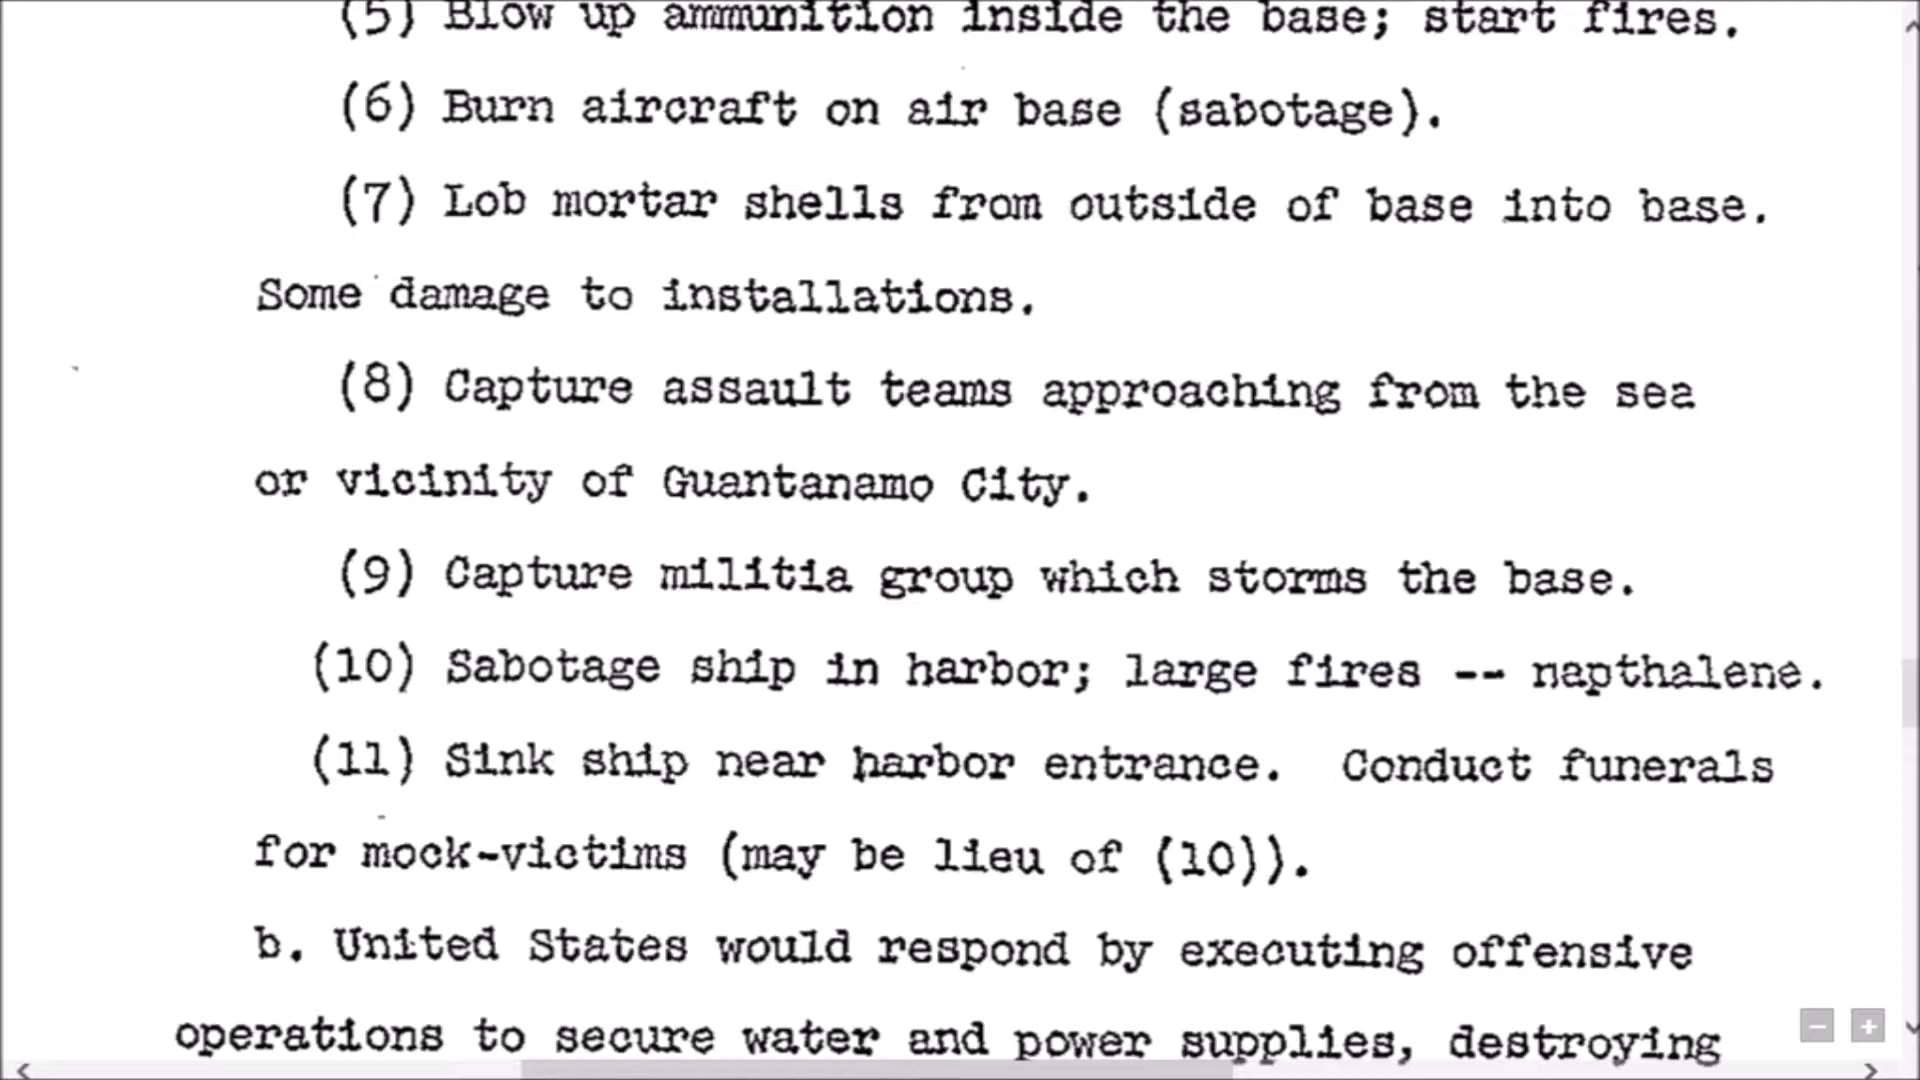 (5) Blow up ammunition inside the base; start fires.
(6) Burn aircraft on air base (sabotage).
(7) Lob mortar shells from outside of base into base.
Some damage to installations.
(8) Capture assault teams approaching from the sea
or vicinity of Guantanamo City.
(9) Capture militia group which storms the base.
(10) Sabotage ship in harbor; large fires -- napthalene.
(11) Sink ship near harbor entrance. Conduct funerals
for mock-victims (may be lieu of (10)).
b. United States would respond by executing offensive
operations to secure water and power supplies, destroying